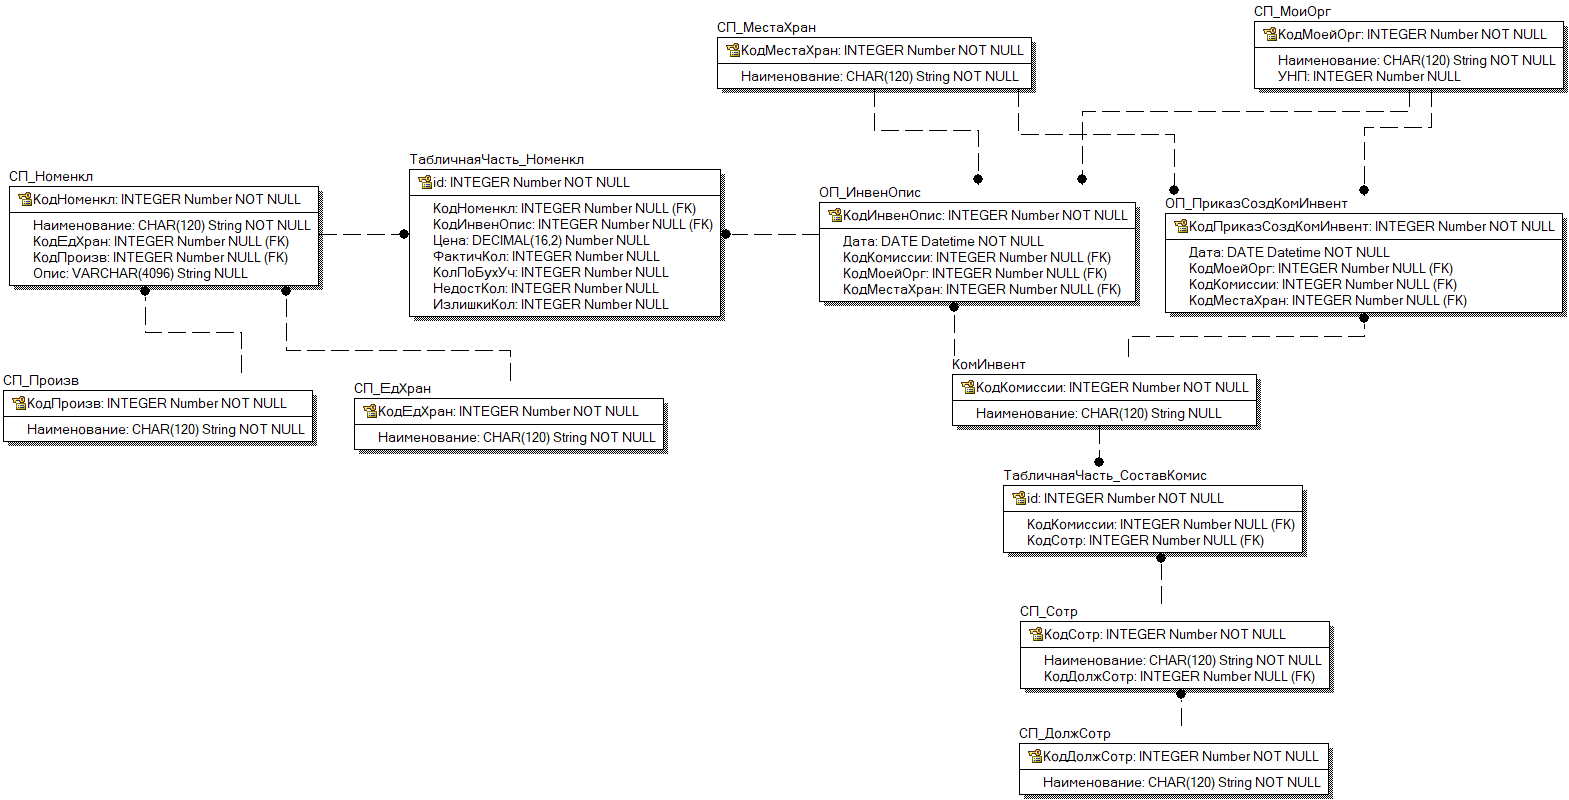 СП_МестаХран
КодМестаХран: INTEGER Number NOT NULL
Наименование: CHAR(120) String NOT NULL
СП_МоиОрг
КодМоейОрг: INTEGER Number NOT NULL
Наименование: CHAR(120) String NOT NULL
УНП: INTEGER Number NULL
СП_Номенкл
КодНоменкл: INTEGER Number NOT NULL
Наименование: CHAR(120) String NOT NULL
КодЕдХран: INTEGER Number NULL (FK)
КодПроизв: INTEGER Number NULL (FK)
Опис: VARCHAR(4096) String NULL
ТабличнаяЧасть_Номенкл
id: INTEGER Number NOT NULL
КодНоменкл: INTEGER Number NULL (FK)
КодИнвенОпис: INTEGER Number NULL (FK)
Цена: DECIMAL(16,2) Number NULL
ФактичКол: INTEGER Number NULL
КолПоБухУч: INTEGER Number NULL
НедостКол: INTEGER Number NULL
ИзлишкиКол: INTEGER Number NULL
ОП_ИнвенОпис
КодИнвенОпис: INTEGER Number NOT NULL
Дата: DATE Datetime NOT NULL
КодКомиссии: INTEGER Number NULL (FK)
КодМоейОрг: INTEGER Number NULL (FK)
КодМестаХран: INTEGER Number NULL (FK)
ОП_ПриказСоздКомИнвент
КодПриказСоздКомИнвент: INTEGER Number NOT NULL
Дата: DATE Datetime NOT NULL
КодМоейОрг: INTEGER Number NULL (FK)
КодКомиссии: INTEGER Number NULL (FK)
КодМестаХран: INTEGER Number NULL (FK)
СП_Произв
КодПроизв: INTEGER Number NOT NULL
Наименование: CHAR(120) String NOT NULL
СП_ЕдХран
КодЕдХран: INTEGER Number NOT NULL
Наименование: CHAR(120) String NOT NULL
КомИнвент
КодКомиссии: INTEGER Number NOT NULL
Наименование: CHAR(120) String NULL
ТабличнаяЧасть_СоставКомис
id: INTEGER Number NOT NULL
КодКомиссии: INTEGER Number NULL (FK)
КодСотр: INTEGER Number NULL (FK)
СП_Сотр
КодСотр: INTEGER Number NOT NULL
Наименование: CHAR(120) String NOT NULL
КодДолжСотр: INTEGER Number NULL (FK)
СП_ДолжСотр
КодДолжСотр: INTEGER Number NOT NULL
Наименование: CHAR(120) String NOT NULL